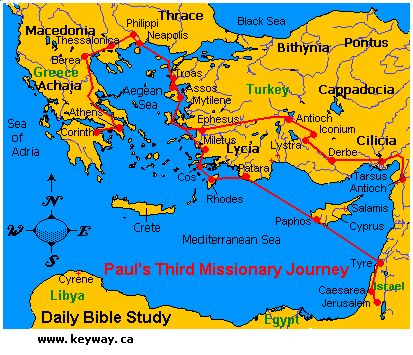 Philippi
Thrace
Black Sea
Macedonia
Neapolis
Thessalonica
Bithynia
Pontus
Berea
Greece
Troas
Assos
Turkey
Achaja
Aegean
Sea
Mytilene
Cappadocia
Athens
Ephesus
Antioch
Iconium
Sea
of
Adria
Corinth
Miletus
Lystra
Cilicia
Lycia
Derbe
Cos
Patara
Tarsus
Antioch
N
Rhodes
Salamis
Paphos
Cyprus
W
E
Crete
Mediterranean Sea
S
Tyre
Paul's Third Missionary Journey
Cyrene
Israel
Libya
Caesarea
Jerusalem
Daily Bible Study
Egypt
www.keyway.ca